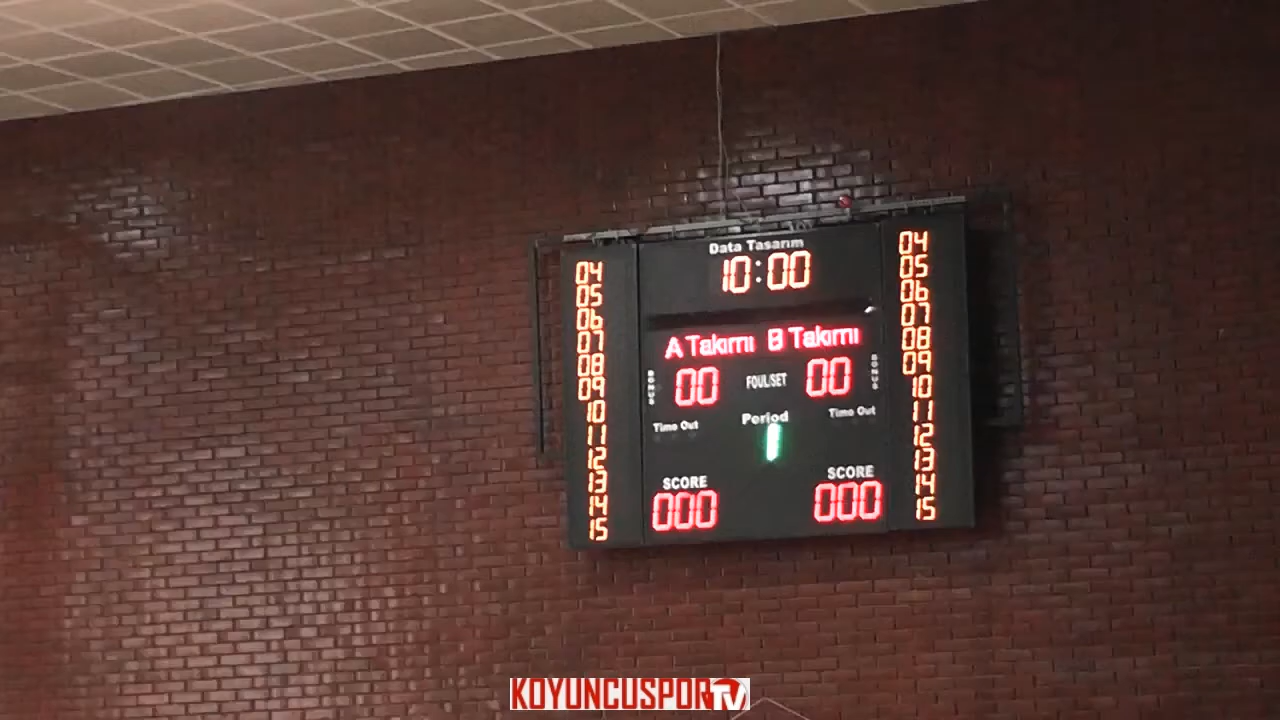 Data Tasarım
10:00
A Takımı B Takımı
BONUS 00 FOUL/SET 00 BONUS
Time Out Period Time Out
1
SCORE SCORE
000 000
04 04
05 05
06 06
07 07
08 08
09 09
10 10
11 11
12 12
13 13
14 14
15 15
KOYUNCUSPOR TV